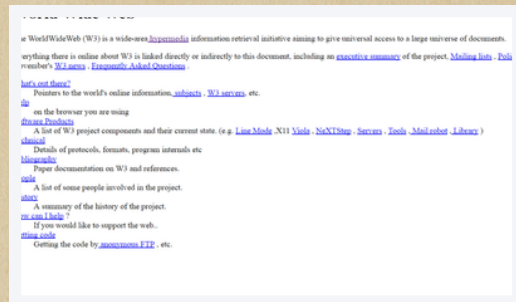 World Wide Web
e WorldWideWeb (W3) is a wide-area hypermedia information retrieval initiative aiming to give universal access to a large universe of documents.
erything there is online about W3 is linked directly or indirectly to this document, including an executive summary of the project, Mailing lists , Poli
vember's W3 news , Frequently Asked Questions .
hat's out there?
Pointers to the world's online information, subjects , W3 servers, etc.
elp
on the browser you are using
ftware Products
A list of W3 project components and their current state. (e.g. Line Mode ,X11 Viola , NeXTStep , Servers , Tools , Mail robot , Library )
chnical
Details of protocols, formats, program internals etc
bliography
Paper documentation on W3 and references.
eople
A list of some people involved in the project.
story
A summary of the history of the project.
ow can I help ?
If you would like to support the web..
etting code
Getting the code by anonymous FTP , etc.